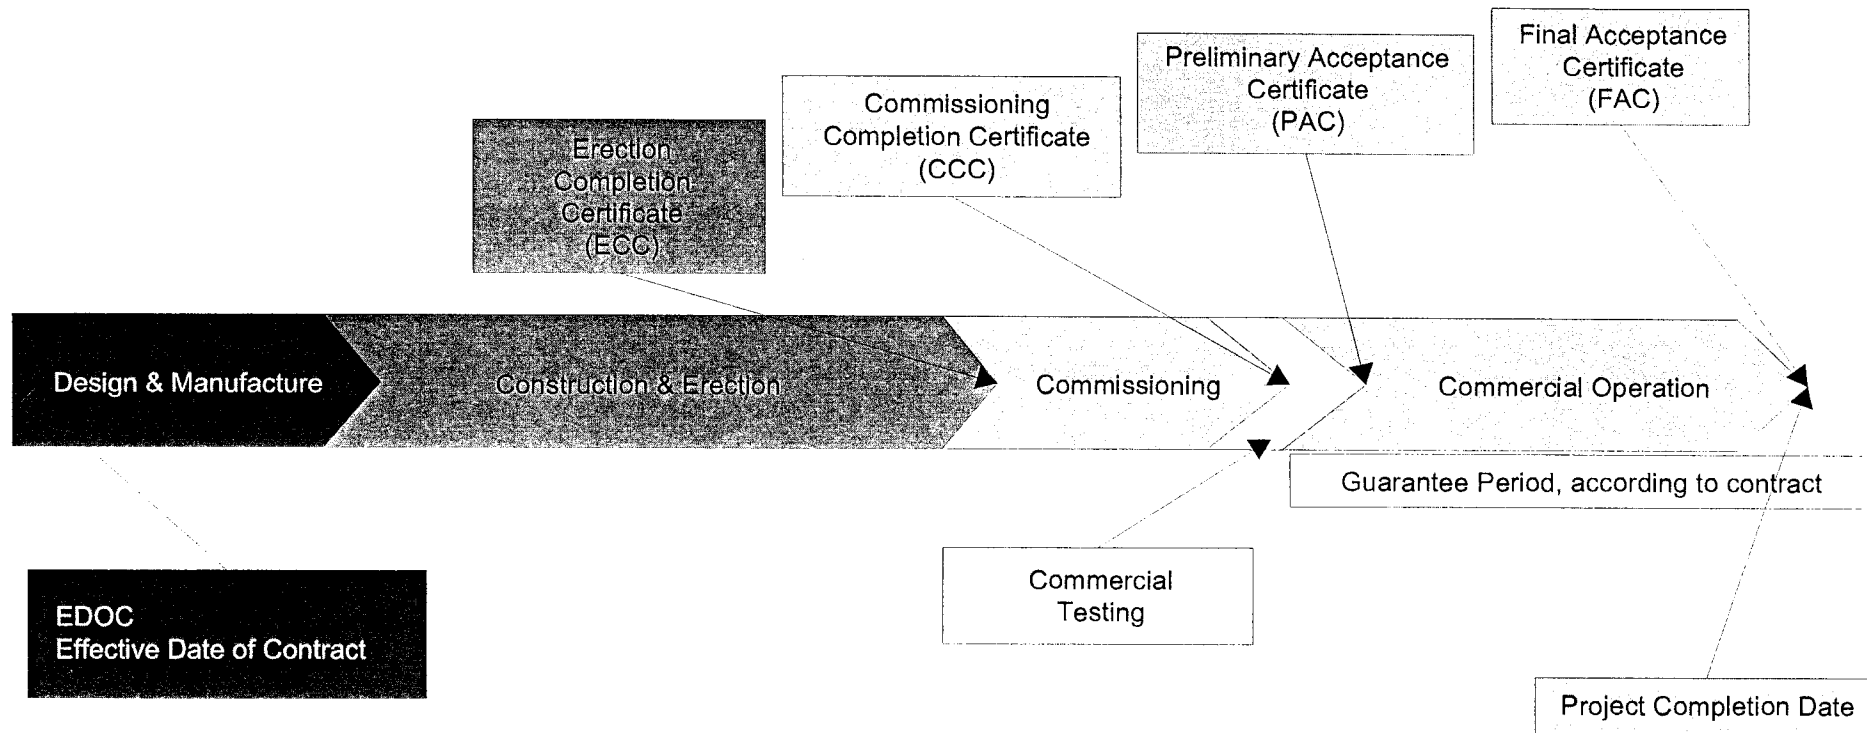 Final Acceptance
Certificate
(FAC)
Preliminary Acceptance
Certificate
(PAC)
Commissioning
Completion Certificate
(CCC)
Erection
Completion
Certificate
(ECC)
Design & Manufacture
Construction & Erection
Commissioning
Commercial Operation
Guarantee Period, according to contract
Commercial
Testing
EDOC
Effective Date of Contract
Project Completion Date